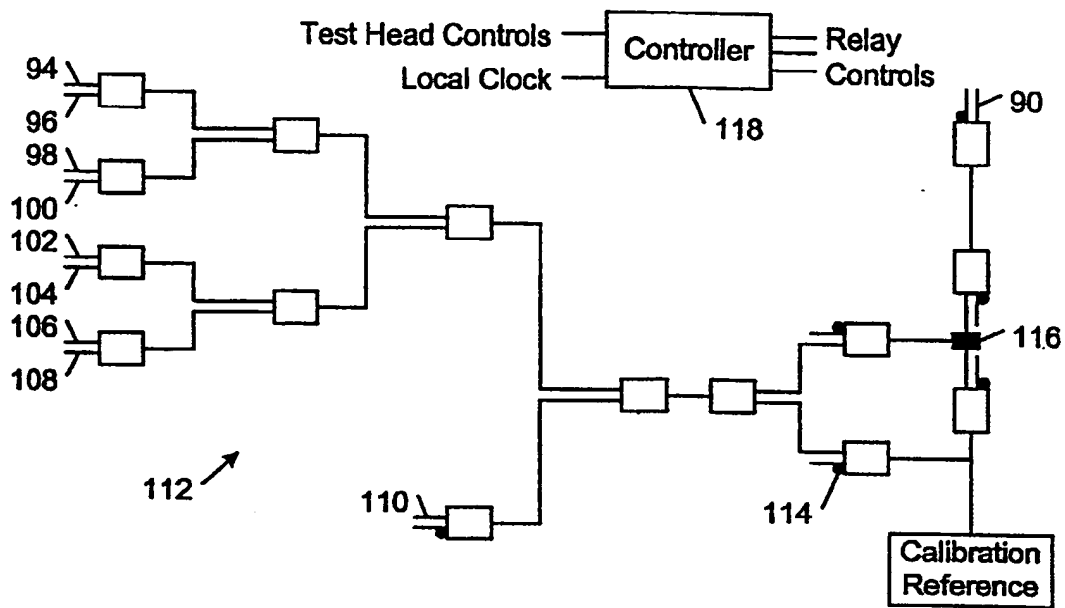 Test Head Controls
Local Clock
Controller
Relay
Controls
118
94
96
98
100
102
104
106
108
90
116
112
110
114
Calibration
Reference